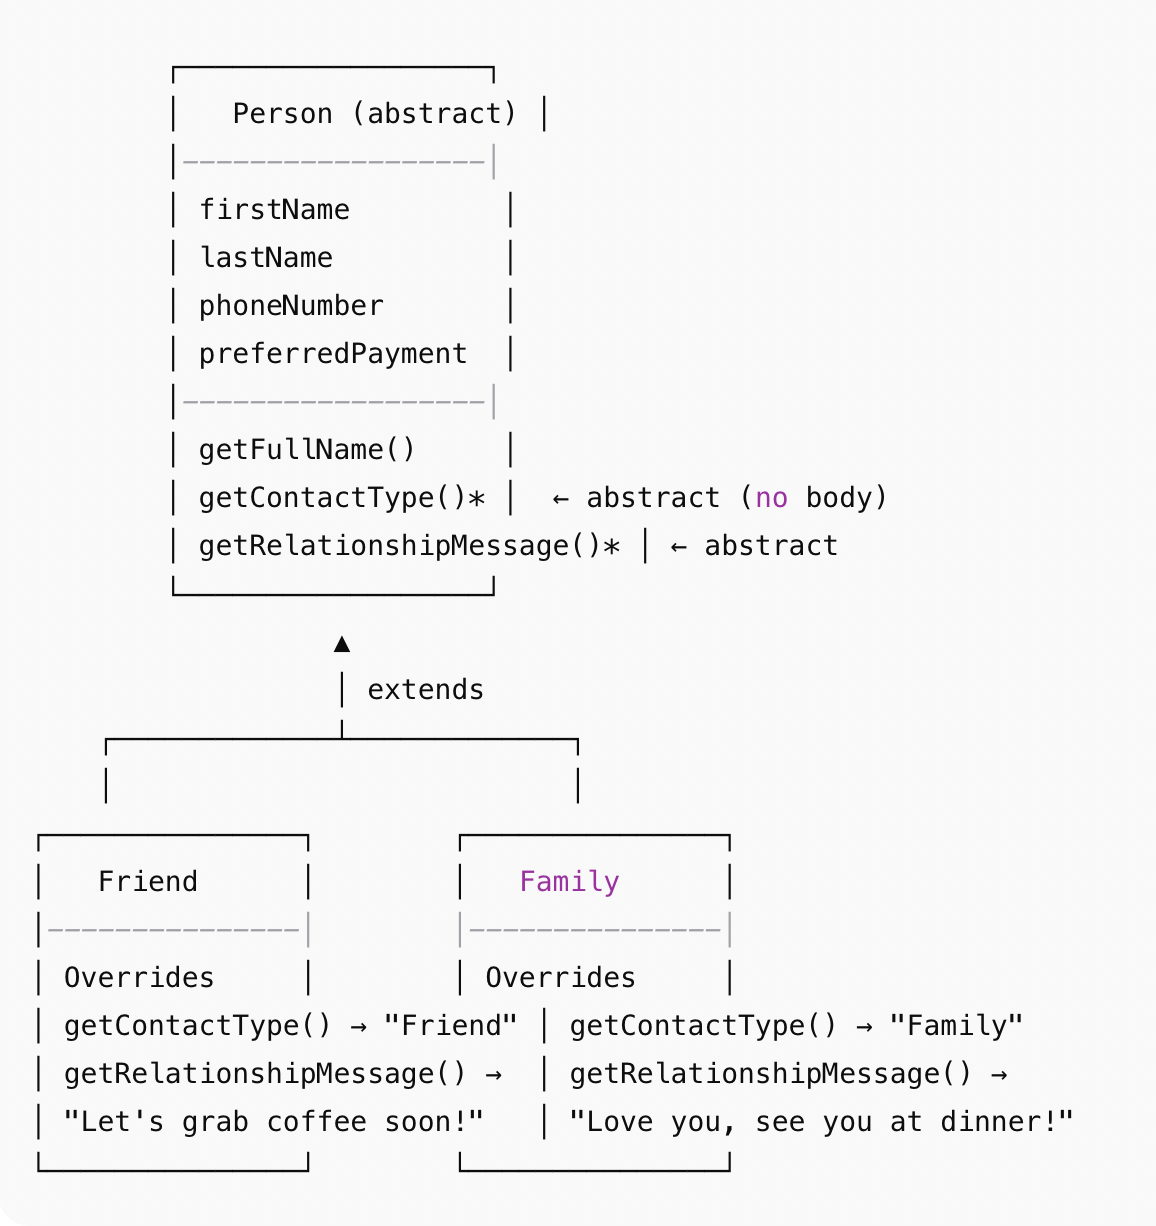 Person (abstract)
firstName
lastName
phoneNumber
preferredPayment
getFullName()
getContactType()* ← abstract (no body)
getRelationshipMessage()* ← abstract
▲
extends
Friend Family
Overrides Overrides
getContactType() → "Friend" getContactType() → "Family"
getRelationshipMessage() → getRelationshipMessage() →
"Let's grab coffee soon!" "Love you, see you at dinner!"